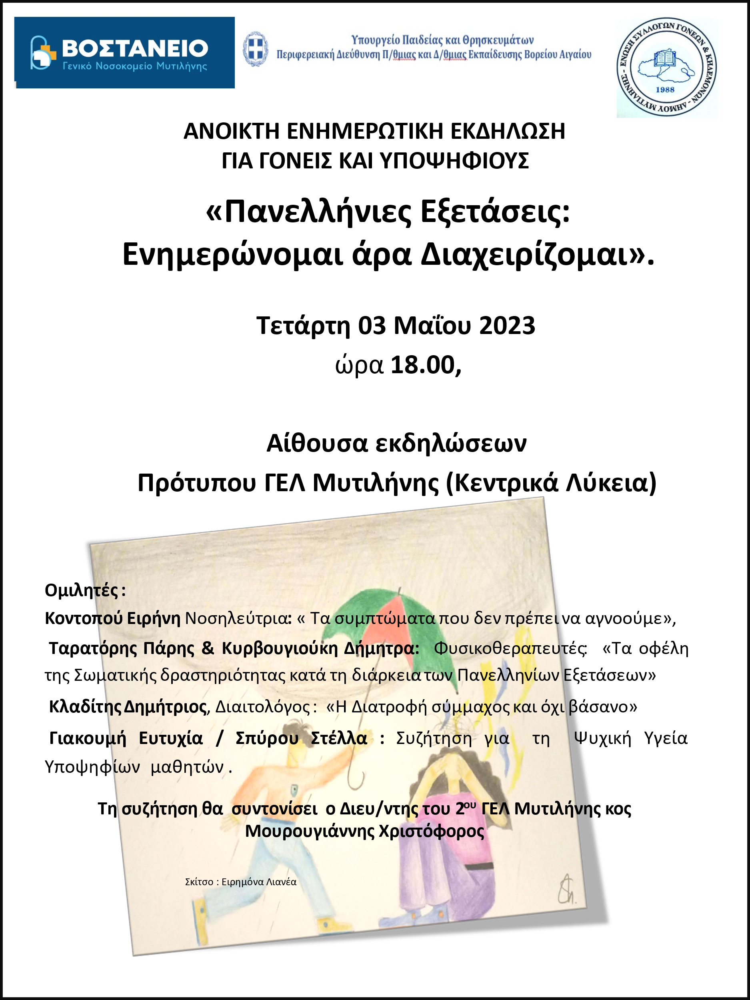 ΒΟΣΤΑΝΕΙΟ
Γενικό Νοσοκομείο Μυτιλήνης
Υπουργείο Παιδείας και Θρησκευμάτων
Περιφερειακή Διεύθυνση Π/θμιας και Δ/θμιας Εκπαίδευσης Βορείου Αιγαίου
ΕΝΩΣΗ ΣΥΛΛΟΓΩΝ ΓΟΝΕΩΝ & ΚΗΔΕΜΟΝΩΝ - ΔΗΜΟΥ ΜΥΤΙΛΗΝΗΣ -
1988
ΑΝΟΙΚΤΗ ΕΝΗΜΕΡΩΤΙΚΗ ΕΚΔΗΛΩΣΗ
ΓΙΑ ΓΟΝΕΙΣ ΚΑΙ ΥΠΟΨΗΦΙΟΥΣ
«Πανελλήνιες Εξετάσεις:
Ενημερώνομαι άρα Διαχειρίζομαι».
Τετάρτη 03 Μαΐου 2023
ώρα 18.00,
Αίθουσα εκδηλώσεων
Πρότυπου ΓΕΛ Μυτιλήνης (Κεντρικά Λύκεια)
Ομιλητές :
Κοντοπού Ειρήνη Νοσηλεύτρια: « Τα συμπτώματα που δεν πρέπει να αγνοούμε»,
Ταρατόρης Πάρης & Κυρβουγιούκη Δήμητρα: Φυσικοθεραπευτές: «Τα οφέλη
της Σωματικής δραστηριότητας κατά τη διάρκεια των Πανελληνίων Εξετάσεων»
Κλαδίτης Δημήτριος, Διαιτολόγος : «Η Διατροφή σύμμαχος και όχι βάσανο»
Γιακουμή Ευτυχία / Σπύρου Στέλλα : Συζήτηση για τη Ψυχική Υγεία
Υποψηφίων μαθητών .
Τη συζήτηση θα συντονίσει ο Διευ/ντης του 2ου ΓΕΛ Μυτιλήνης κος
Μουρουγιάννης Χριστόφορος
Σκίτσο : Ειρημόνα Λιανέα